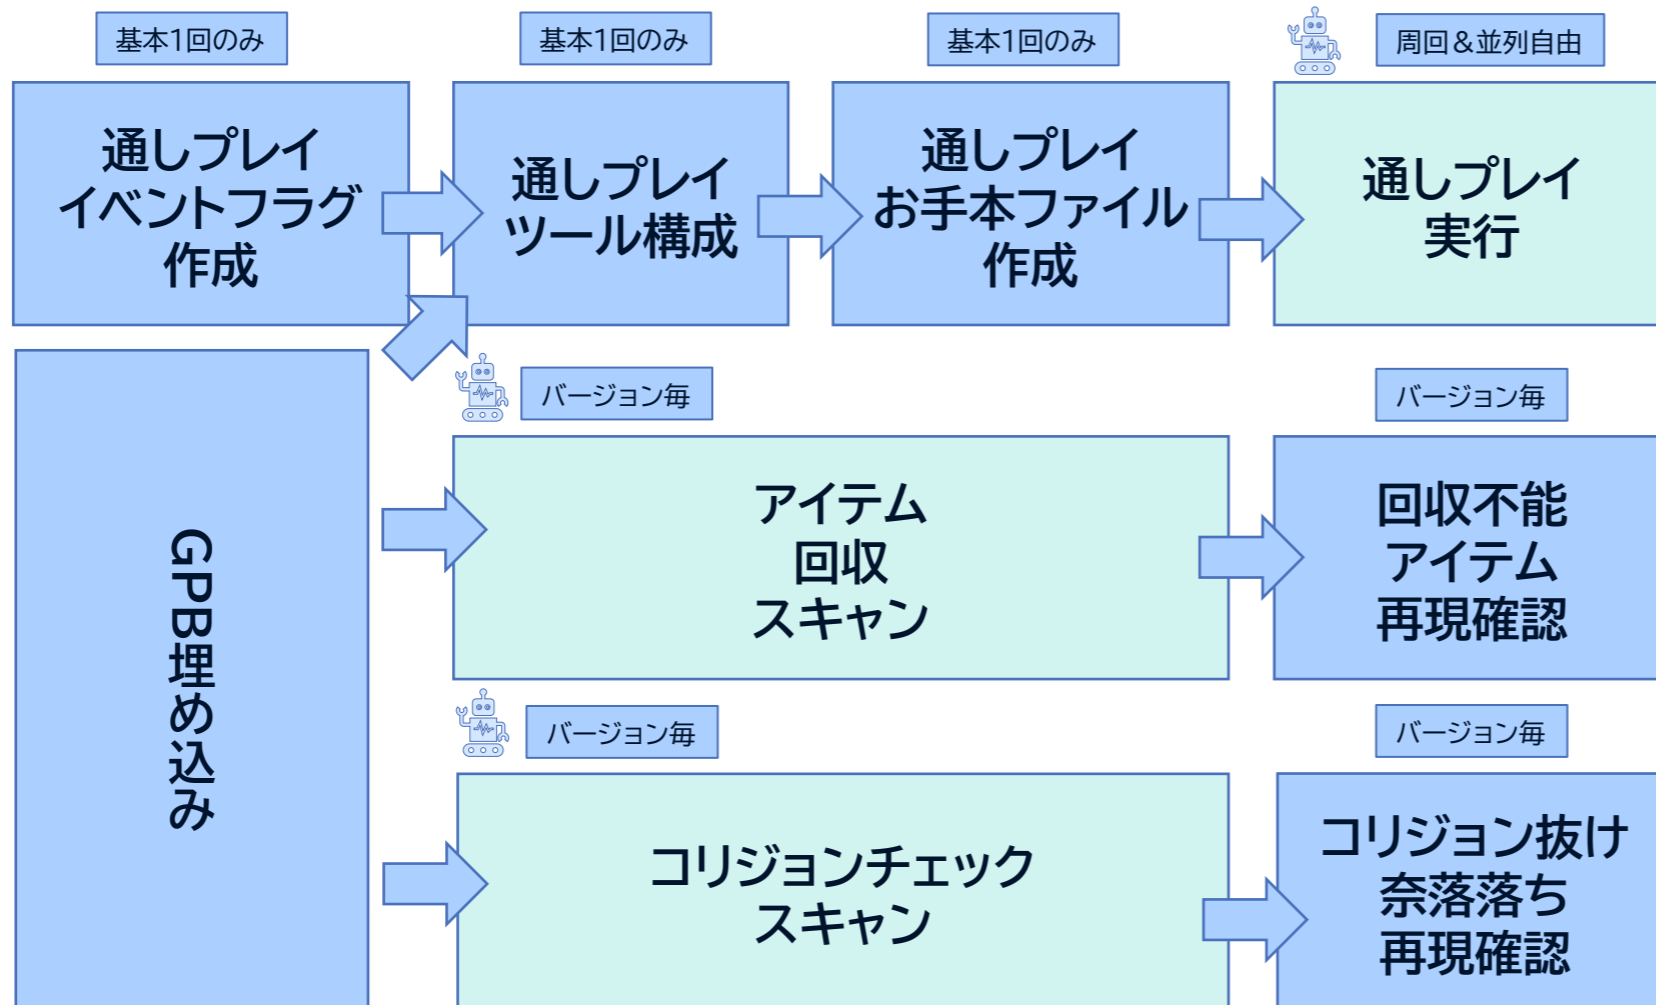 基本1回のみ
基本1回のみ
基本1回のみ
周回＆並列自由
通しプレイ
イベントフラグ
作成
通しプレイ
ツール構成
通しプレイ
お手本ファイル
作成
通しプレイ
実行
GPB埋め込み
バージョン毎
バージョン毎
アイテム
回収
スキャン
回収不能
アイテム
再現確認
バージョン毎
バージョン毎
コリジョンチェック
スキャン
コリジョン抜け
奈落落ち
再現確認